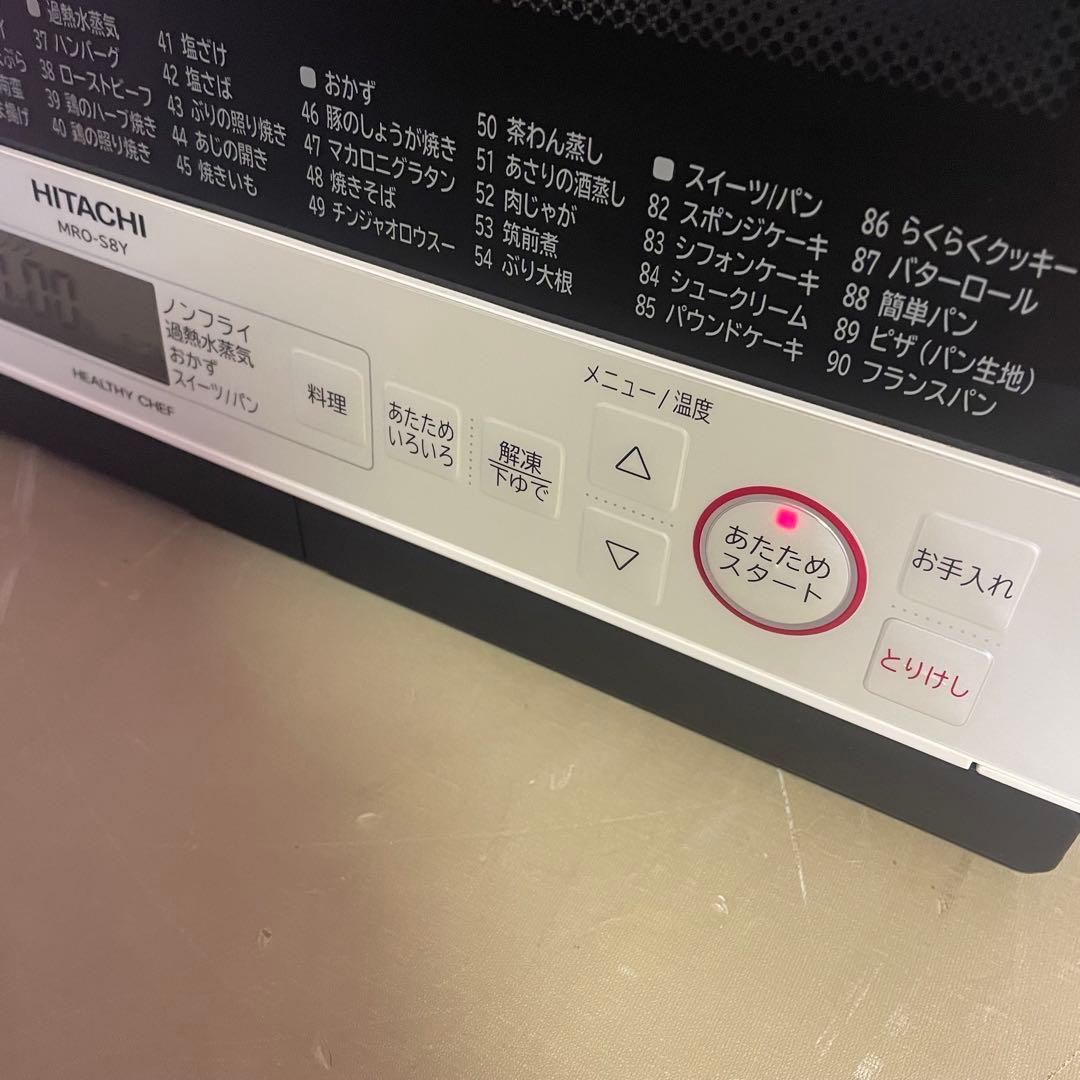 過熱水蒸気
37 ハンバーグ
38 ローストビーフ
39 鶏のハーブ焼き
40 鶏の照り焼き
41 塩ざけ
42 塩さば
43 ぶりの照り焼き
44 あじの開き
45 焼きいも
おかず
46 豚のしょうが焼き
47 マカロニグラタン
48 焼きそば
49 チンジャオロウスー
50 茶わん蒸し
51 あさりの酒蒸し
52 肉じゃが
53 筑前煮
54 ぶり大根
スイーツ/パン
82 スポンジケーキ
83 シフォンケーキ
84 シュークリーム
85 パウンドケーキ
86 らくらくクッキー
87 バターロール
88 簡単パン
89 ピザ(パン生地)
90 フランスパン
HITACHI
MRO-S8Y
ノンフライ
過熱水蒸気
おかず
スイーツ/パン
HEALTHY CHEF
料理
あたため
いろいろ
解凍
下ゆで
メニュー/温度
△
▽
あたため
スタート
お手入れ
とりけし